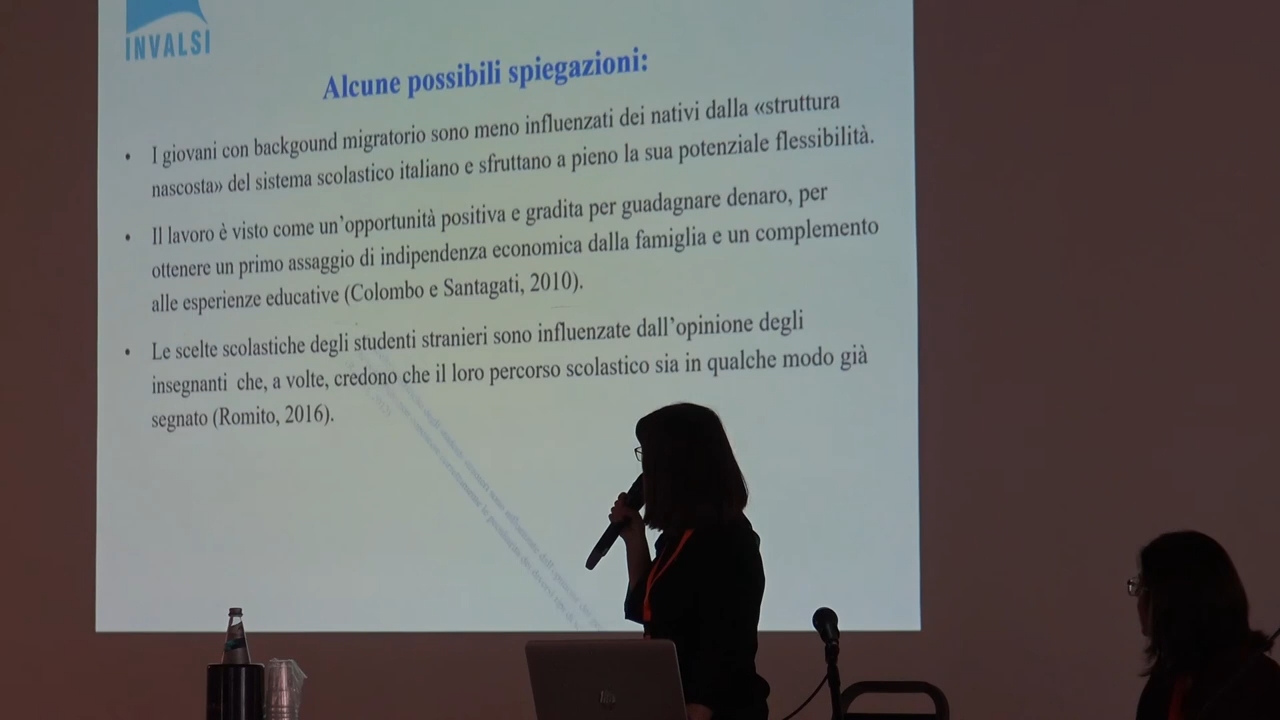 INVALSI
Alcune possibili spiegazioni:
• I giovani con backgound migratorio sono meno influenzati dei nativi dalla «struttura
nascosta» del sistema scolastico italiano e sfruttano a pieno la sua potenziale flessibilità.
• Il lavoro è visto come un'opportunità positiva e gradita per guadagnare denaro, per
ottenere un primo assaggio di indipendenza economica dalla famiglia e un complemento
alle esperienze educative (Colombo e Santagati, 2010).
• Le scelte scolastiche degli studenti stranieri sono influenzate dall'opinione degli
insegnanti che, a volte, credono che il loro percorso scolastico sia in qualche modo già
segnato (Romito, 2016).
hp